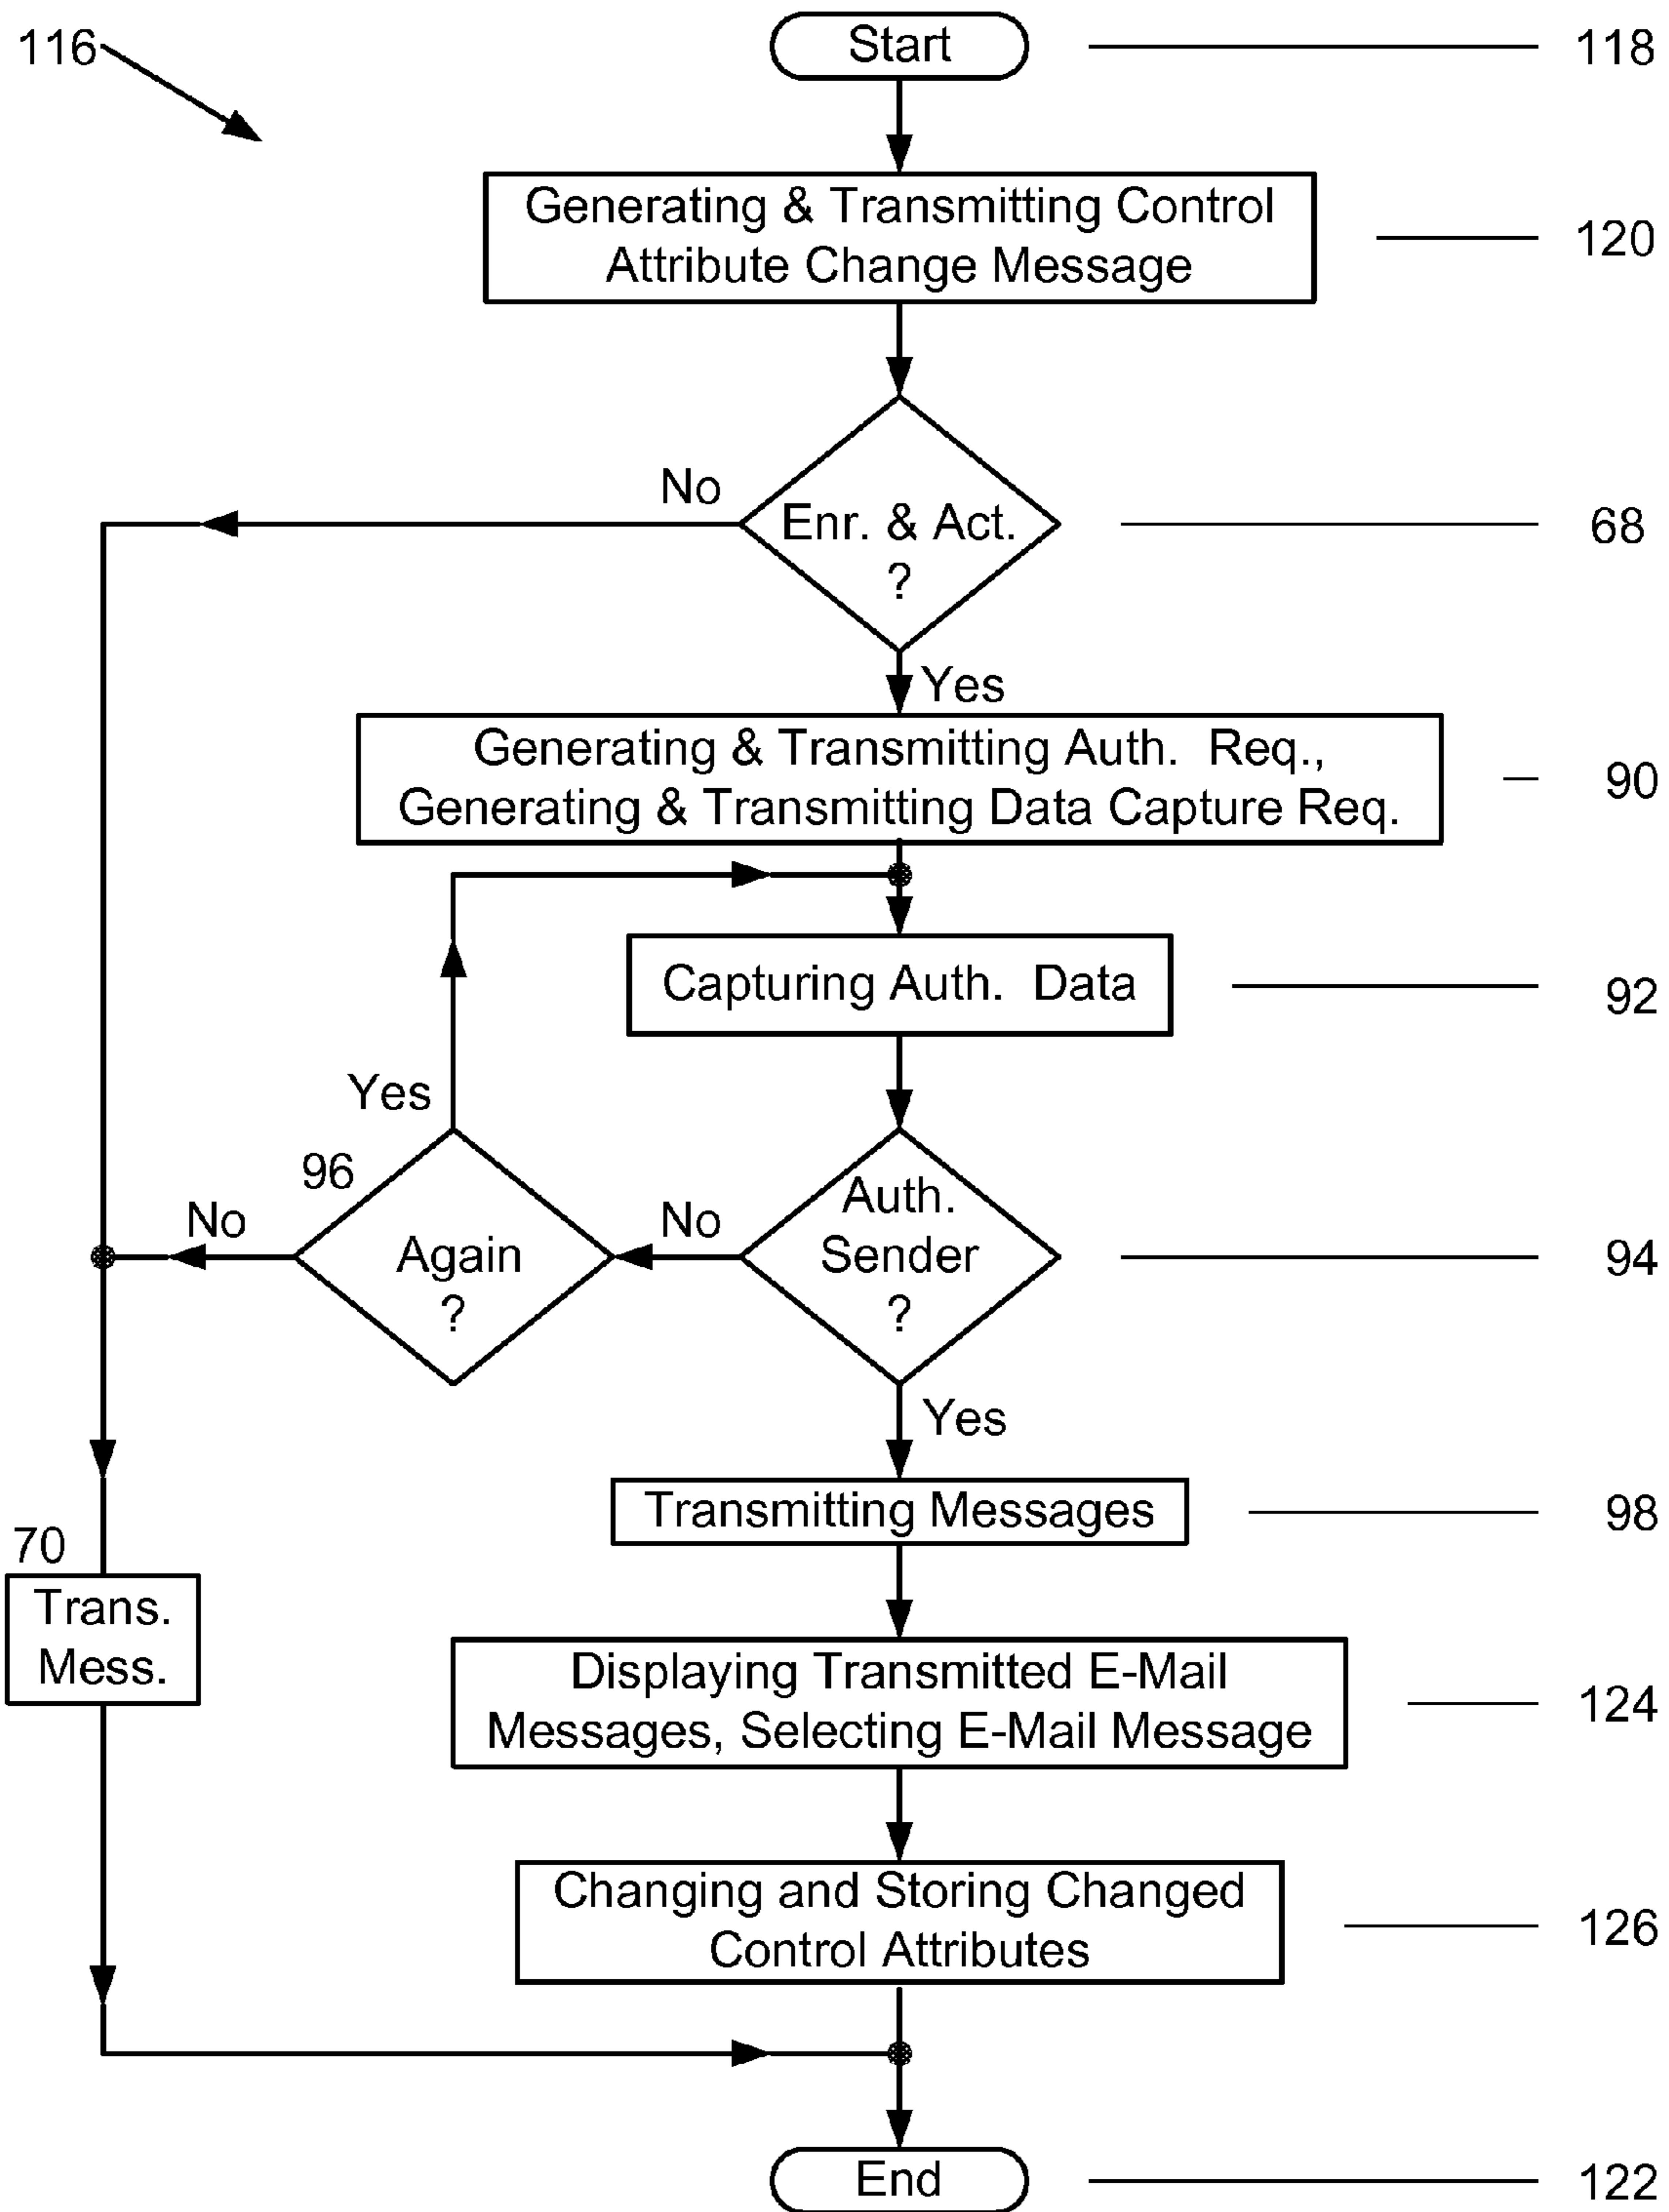 116
Start
118
Generating & Transmitting Control
Attribute Change Message
120
No
Enr. & Act.
?
68
Yes
Generating & Transmitting Auth. Req.,
Generating & Transmitting Data Capture Req.
90
Capturing Auth. Data
92
Yes
96
No
Again
?
No
Auth.
Sender
?
94
Yes
Transmitting Messages
98
70
Trans.
Mess.
Displaying Transmitted E-Mail
Messages, Selecting E-Mail Message
124
Changing and Storing Changed
Control Attributes
126
End
122